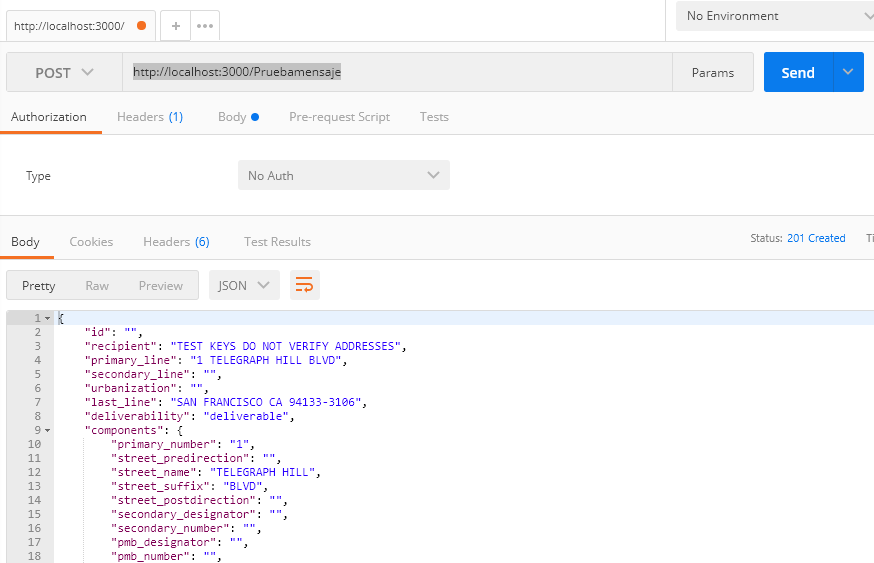 http://localhost:3000/ + ••• No Environment
POST http://localhost:3000/Pruebamensaje Params Send
Authorization Headers (1) Body Pre-request Script Tests
Type No Auth
Body Cookies Headers (6) Test Results Status: 201 Created Ti
Pretty Raw Preview JSON
1 {
2 "id": "",
3 "recipient": "TEST KEYS DO NOT VERIFY ADDRESSES",
4 "primary_line": "1 TELEGRAPH HILL BLVD",
5 "secondary_line": "",
6 "urbanization": "",
7 "last_line": "SAN FRANCISCO CA 94133-3106",
8 "deliverability": "deliverable",
9 "components": {
10 "primary_number": "1",
11 "street_predirection": "",
12 "street_name": "TELEGRAPH HILL",
13 "street_suffix": "BLVD",
14 "street_postdirection": "",
15 "secondary_designator": "",
16 "secondary_number": "",
17 "pmb_designator": "",
18 "pmb_number": "",